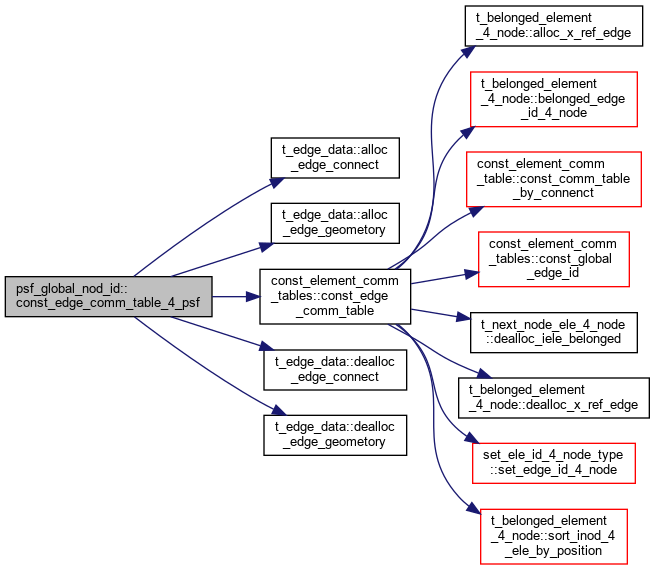 psf_global_nod_id::
const_edge_comm_table_4_psf
t_edge_data::alloc
_edge_connect
t_edge_data::alloc
_edge_geometory
const_element_comm
_tables::const_edge
_comm_table
t_edge_data::dealloc
_edge_connect
t_edge_data::dealloc
_edge_geometory
t_belonged_element
_4_node::alloc_x_ref_edge
t_belonged_element
_4_node::belonged_edge
_id_4_node
const_element_comm
_table::const_comm_table
_by_connenct
const_element_comm
_tables::const_global
_edge_id
t_next_node_ele_4_node
::dealloc_iele_belonged
t_belonged_element
_4_node::dealloc_x_ref_edge
set_ele_id_4_node_type
::set_edge_id_4_node
t_belonged_element
_4_node::sort_inod_4
_ele_by_position